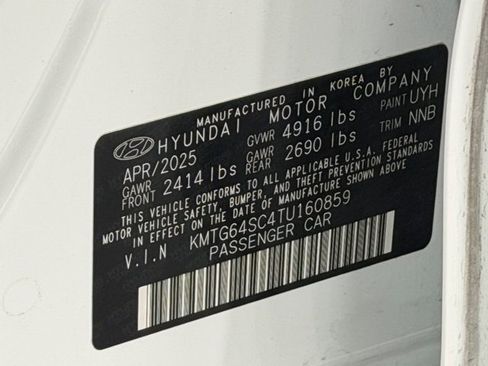 MANUFACTURED IN KOREA BY
HYUNDAI MOTOR COMPANY
APR/2025 GVWR 4916 lbs PAINT UYH
GAWR FRONT 2414 lbs GAWR REAR 2690 lbs TRIM NNB
THIS VEHICLE CONFORMS TO ALL APPLICABLE U.S.A. FEDERAL
MOTOR VEHICLE SAFETY, BUMPER, AND THEFT PREVENTION STANDARDS
IN EFFECT ON THE DATE OF MANUFACTURE SHOWN ABOVE
V.I.N KMTG64SC4TU160859
PASSENGER CAR